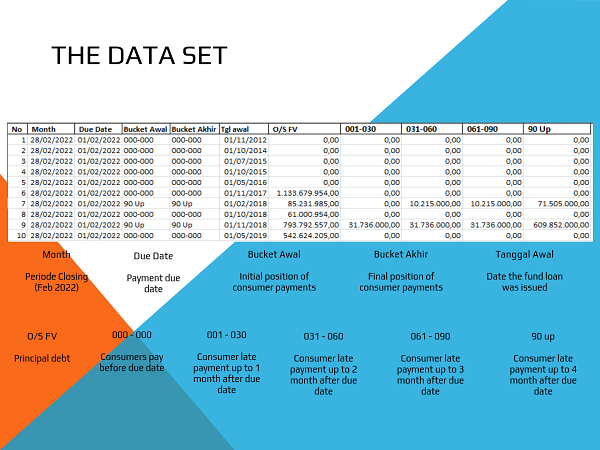 THE DATA SET
No Month Due Date Bucket Awal Bucket Akhir Tgl awal O/S FV 001-030 031-060 061-090 90 Up
1 28/02/2022 01/02/2022 000-000 000-000 01/11/2012 0,00 0,00 0,00 0,00 0,00
2 28/02/2022 01/02/2022 000-000 000-000 01/10/2014 0,00 0,00 0,00 0,00 0,00
3 28/02/2022 01/02/2022 000-000 000-000 01/07/2015 0,00 0,00 0,00 0,00 0,00
4 28/02/2022 01/02/2022 000-000 000-000 01/10/2015 0,00 0,00 0,00 0,00 0,00
5 28/02/2022 01/02/2022 000-000 000-000 01/05/2016 0,00 0,00 0,00 0,00 0,00
6 28/02/2022 01/02/2022 000-000 000-000 01/11/2017 1.133.679.954,00 0,00 0,00 0,00 0,00
7 28/02/2022 01/02/2022 90 Up 90 Up 01/02/2018 85.231.985,00 0,00 10.215.000,00 10.215.000,00 71.505.000,00
8 28/02/2022 01/02/2022 000-000 000-000 01/10/2018 61.000.954,00 0,00 0,00 0,00 0,00
9 28/02/2022 01/02/2022 90 Up 90 Up 01/11/2018 793.792.557,00 31.736.000,00 31.736.000,00 31.736.000,00 609.852.000,00
10 28/02/2022 01/02/2022 000-000 000-000 01/05/2019 542.624.205,00 0,00 0,00 0,00 0,00
Month
Periode Closing
(Feb 2022)
Due Date
Payment due
date
Bucket Awal
Initial position of
consumer payments
Bucket Akhir
Final position of
consumer payments
Tanggal Awal
Date the fund loan
was issued
O/S FV
Principal debt
000 - 000
Consumers pay
before due date
001 - 030
Consumer late
payment up to 1
month after due
date
031 - 060
Consumer late
payment up to 2
month after due
date
061 - 090
Consumer late
payment up to 3
month after due
date
90 up
Consumer late
payment up to 4
month after due
date